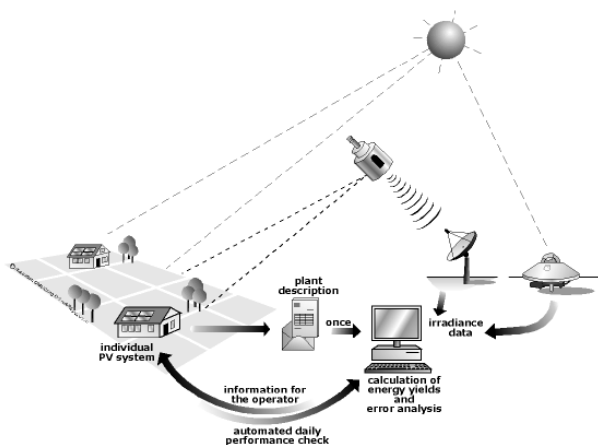 plant
description
once
irradiance
data
individual
PV system
calculation of
energy yields
and
error analysis
information for
the operator
automated daily
performance check